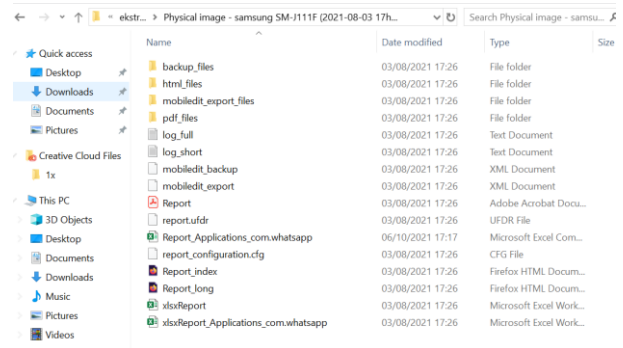 « ekstr... > Physical image - samsung SM-J111F (2021-08-03 17h... Search Physical image - samsu...
Name Date modified Type Size
Quick access
Desktop
Downloads
Documents
Pictures
Creative Cloud Files
1x
This PC
3D Objects
Desktop
Documents
Downloads
Music
Pictures
Videos
backup_files 03/08/2021 17:26 File folder
html_files 03/08/2021 17:26 File folder
mobiledit_export_files 03/08/2021 17:26 File folder
pdf_files 03/08/2021 17:26 File folder
log_full 03/08/2021 17:26 Text Document
log_short 03/08/2021 17:26 Text Document
mobiledit_backup 03/08/2021 17:26 XML Document
mobiledit_export 03/08/2021 17:26 XML Document
Report 03/08/2021 17:26 Adobe Acrobat Docu...
report.ufdr 03/08/2021 17:26 UFDR File
Report_Applications_com.whatsapp 06/10/2021 17:17 Microsoft Excel Com...
report_configuration.cfg 03/08/2021 17:26 CFG File
Report_index 03/08/2021 17:26 Firefox HTML Docum...
Report_long 03/08/2021 17:26 Firefox HTML Docum...
xlsxReport 03/08/2021 17:26 Microsoft Excel Work...
xlsxReport_Applications_com.whatsapp 03/08/2021 17:26 Microsoft Excel Work...